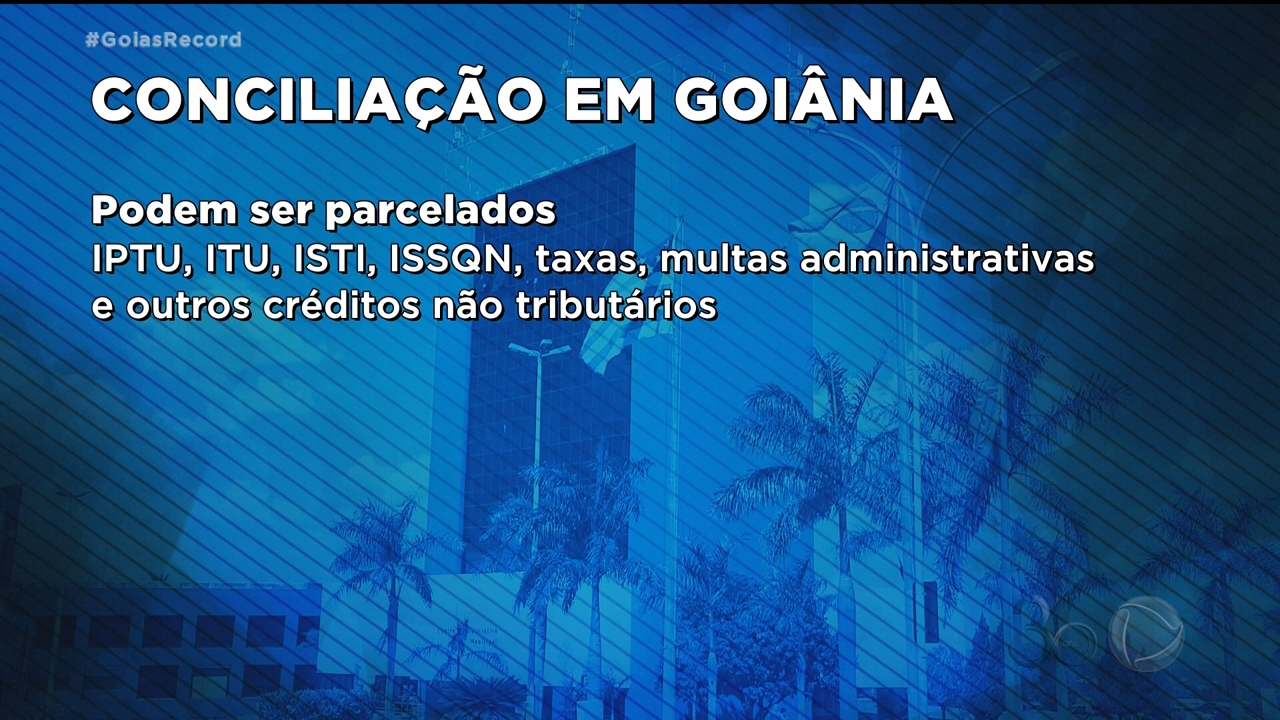 #GoiasRecord
CONCILIAÇÃO EM GOIÂNIA
Podem ser parcelados
IPTU, ITU, ISTI, ISSQN, taxas, multas administrativas
e outros créditos não tributários